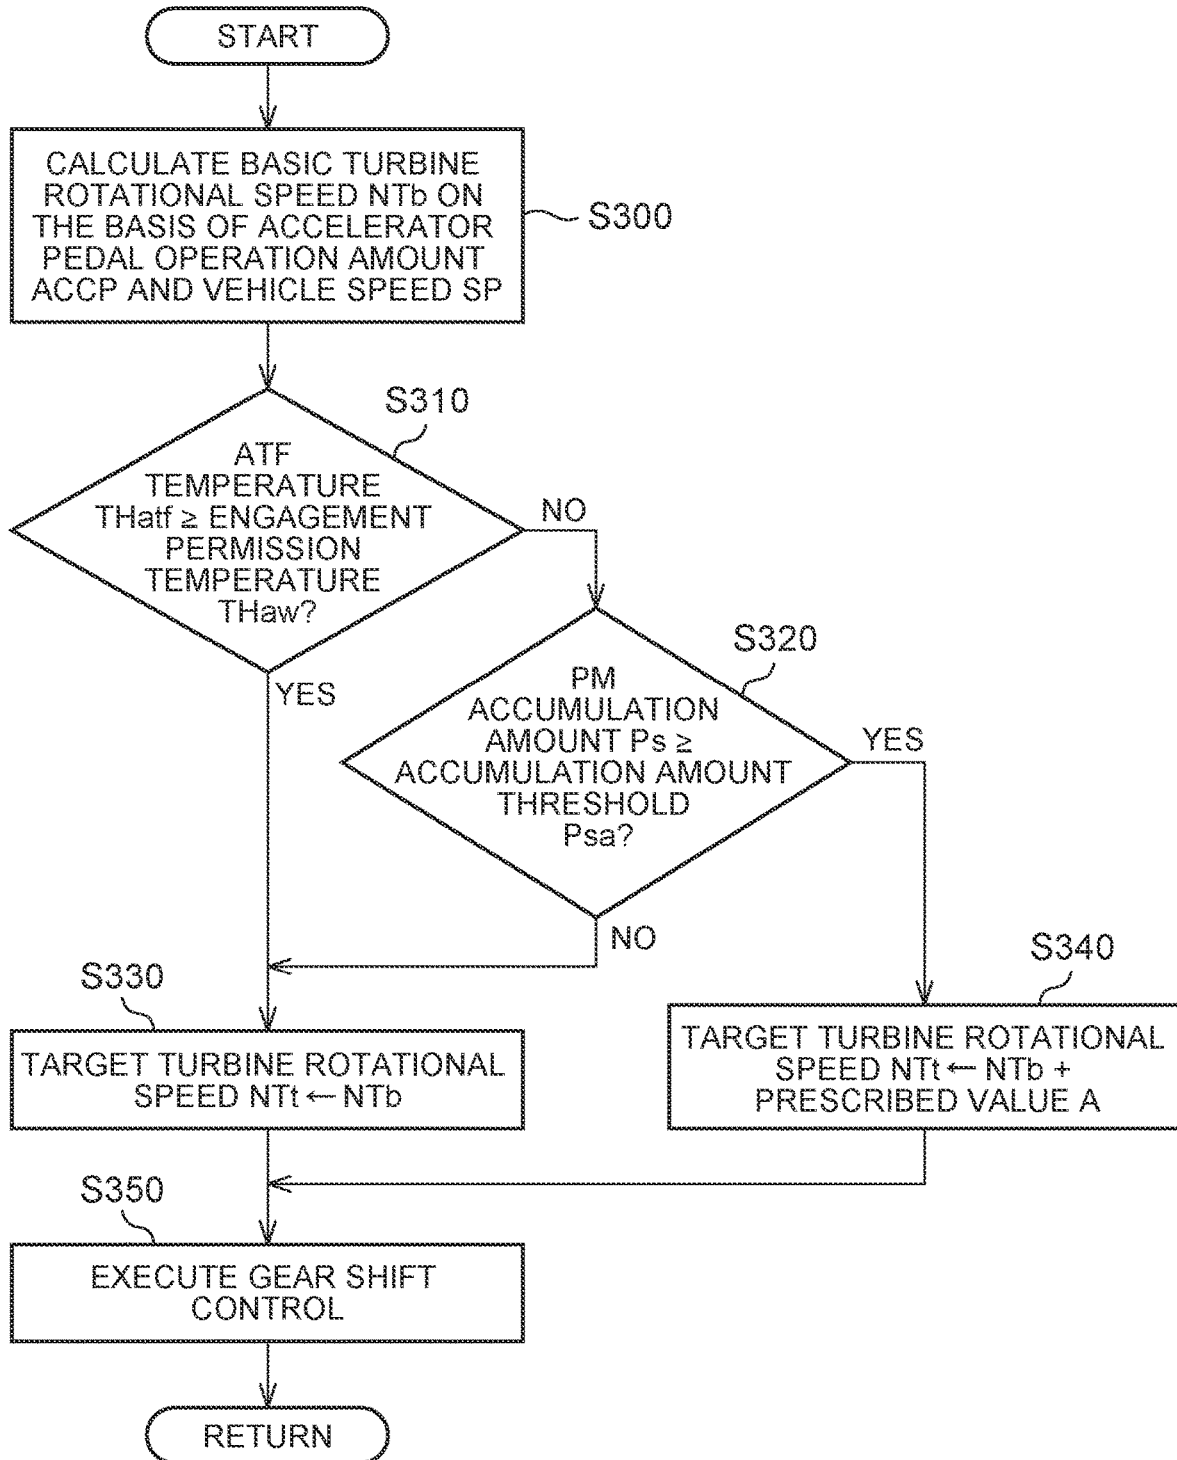 START
CALCULATE BASIC TURBINE
ROTATIONAL SPEED NTb ON
THE BASIS OF ACCELERATOR
PEDAL OPERATION AMOUNT
ACCP AND VEHICLE SPEED SP
S300
S310
ATF
TEMPERATURE
THatf ≥ ENGAGEMENT
PERMISSION
TEMPERATURE
THaw?
NO
YES
S320
PM
ACCUMULATION
AMOUNT Ps ≥
ACCUMULATION AMOUNT
THRESHOLD
Psa?
YES
NO
S330
TARGET TURBINE ROTATIONAL
SPEED NTt ← NTb
S340
TARGET TURBINE ROTATIONAL
SPEED NTt ← NTb +
PRESCRIBED VALUE A
S350
EXECUTE GEAR SHIFT
CONTROL
RETURN